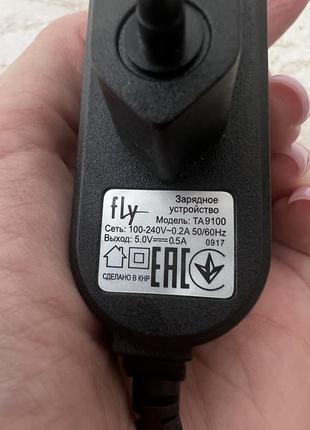 fly
Зарядное
устройство
Модель: TA9100
Сеть: 100-240V~0.2A 50/60Hz
Выход: 5.0V⎓0.5A 0917
EAC
СДЕЛАНО В КНР